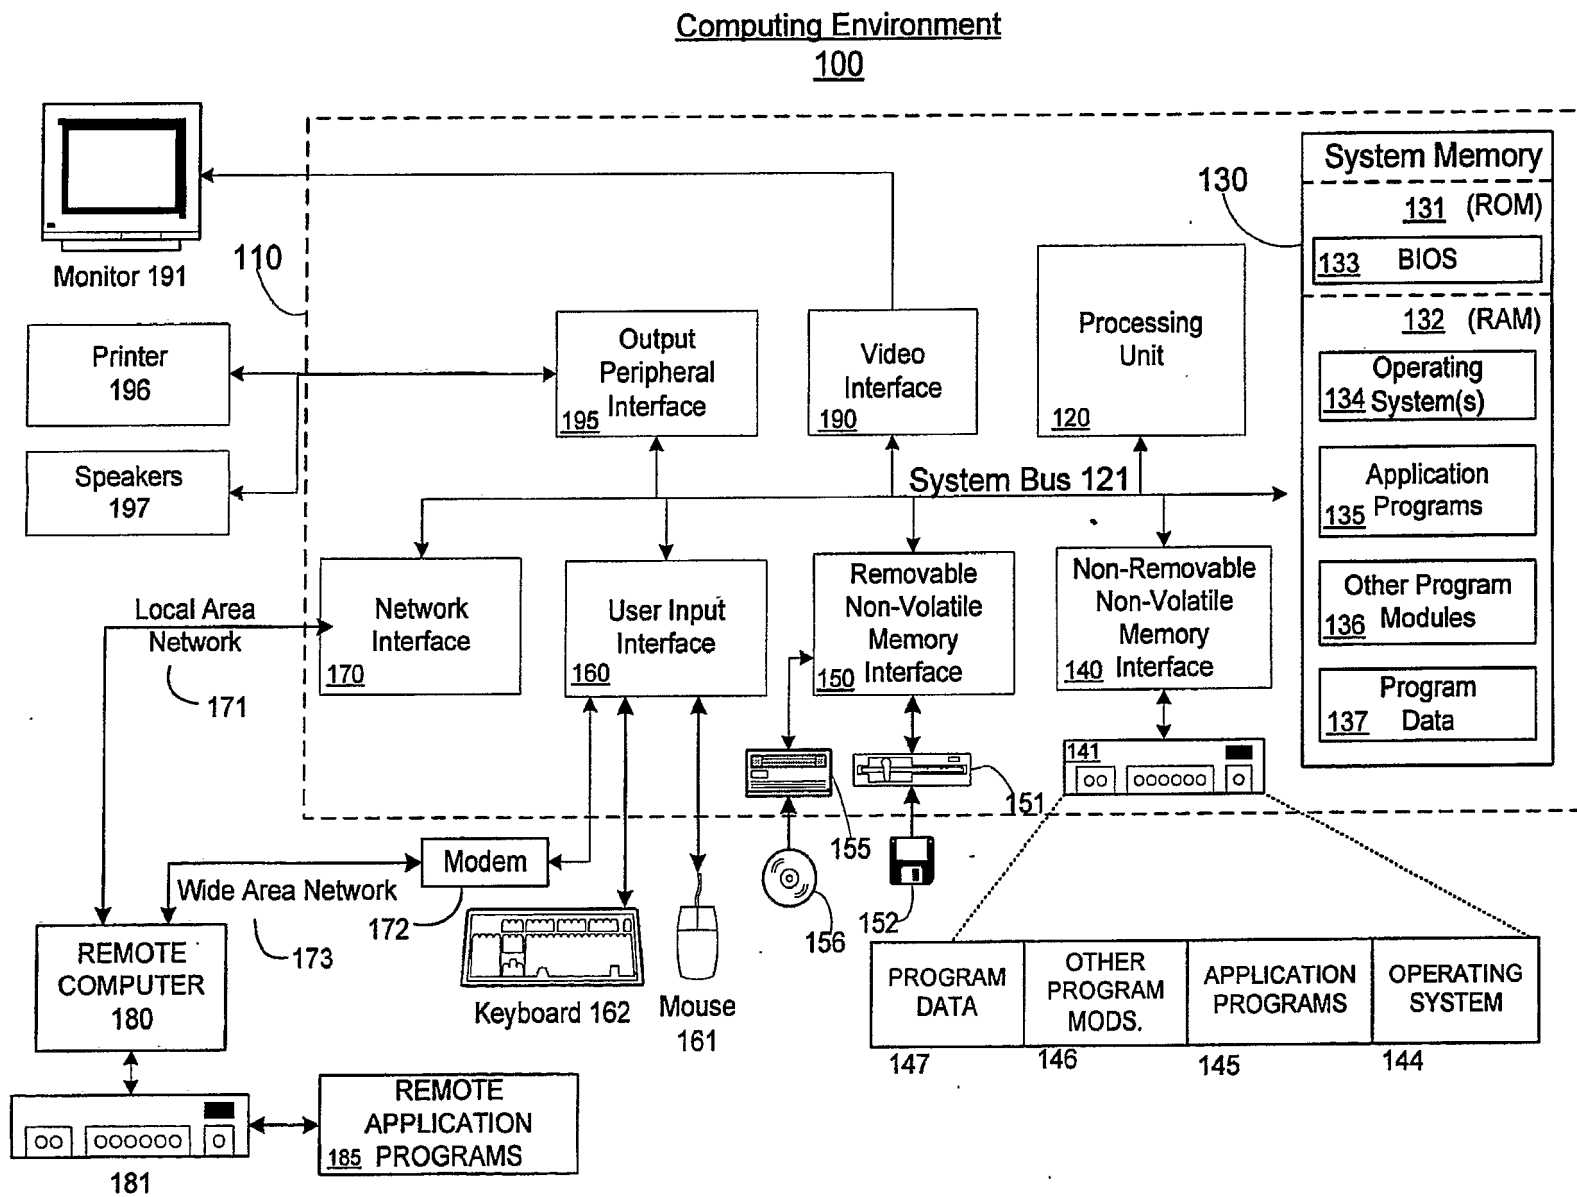 Computing Environment
100
System Memory
130
131 (ROM)
133 BIOS
132 (RAM)
Operating
134 System(s)
Application
135 Programs
Other Program
136 Modules
Program
137 Data
Monitor 191
110
Printer
196
Speakers
197
Output
Peripheral
195 Interface
Video
Interface
190
Processing
Unit
120
System Bus 121
Local Area
Network
171
Network
Interface
170
User Input
Interface
160
Removable
Non-Volatile
Memory
150 Interface
Non-Removable
Non-Volatile
Memory
140 Interface
141
151
155
156
152
Modem
172
Wide Area Network
173
REMOTE
COMPUTER
180
Keyboard 162
Mouse
161
PROGRAM
DATA
147
OTHER
PROGRAM
MODS.
146
APPLICATION
PROGRAMS
145
OPERATING
SYSTEM
144
181
REMOTE
APPLICATION
185 PROGRAMS